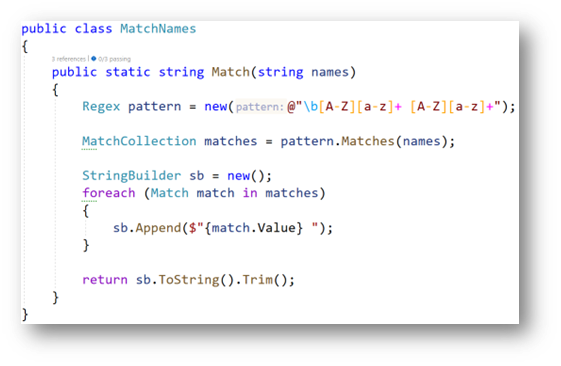 public class MatchNames
{
3 references | 0/3 passing
public static string Match(string names)
{
Regex pattern = new(pattern:@"\b[A-Z][a-z]+ [A-Z][a-z]+");
MatchCollection matches = pattern.Matches(names);
StringBuilder sb = new();
foreach (Match match in matches)
{
sb.Append($"{match.Value} ");
}
return sb.ToString().Trim();
}
}